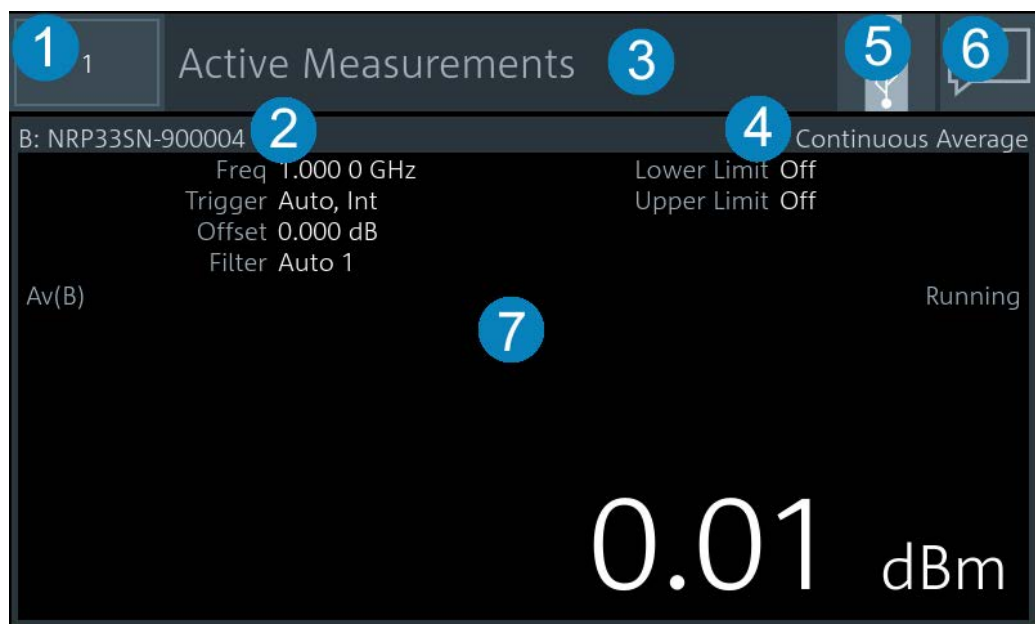 1 1 Active Measurements 3 5 6
B: NRP33SN-900004 2 4 Continuous Average
Freq 1.000 0 GHz Lower Limit Off
Trigger Auto, Int Upper Limit Off
Offset 0.000 dB
Filter Auto 1
Av(B) Running
7
0.01 dBm